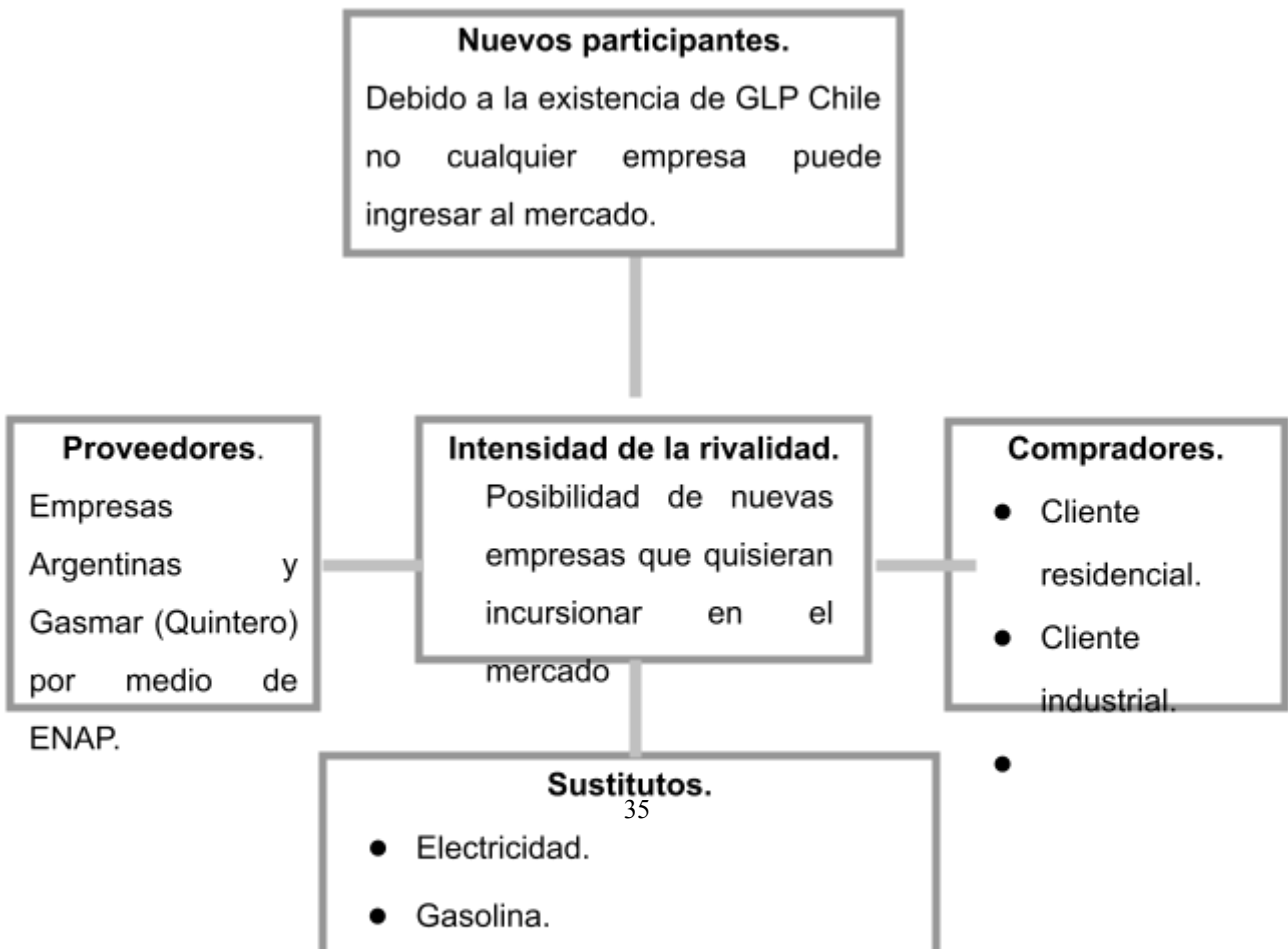 Nuevos participantes.
Debido a la existencia de GLP Chile
no cualquier empresa puede
ingresar al mercado.
Proveedores.
Empresas
Argentinas y
Gasmar (Quintero)
por medio de
ENAP.
Intensidad de la rivalidad.
Posibilidad de nuevas
empresas que quisieran
incursionar en el
mercado
Compradores.
● Cliente
residencial.
● Cliente
industrial.
●
Sustitutos.
35
● Electricidad.
● Gasolina.